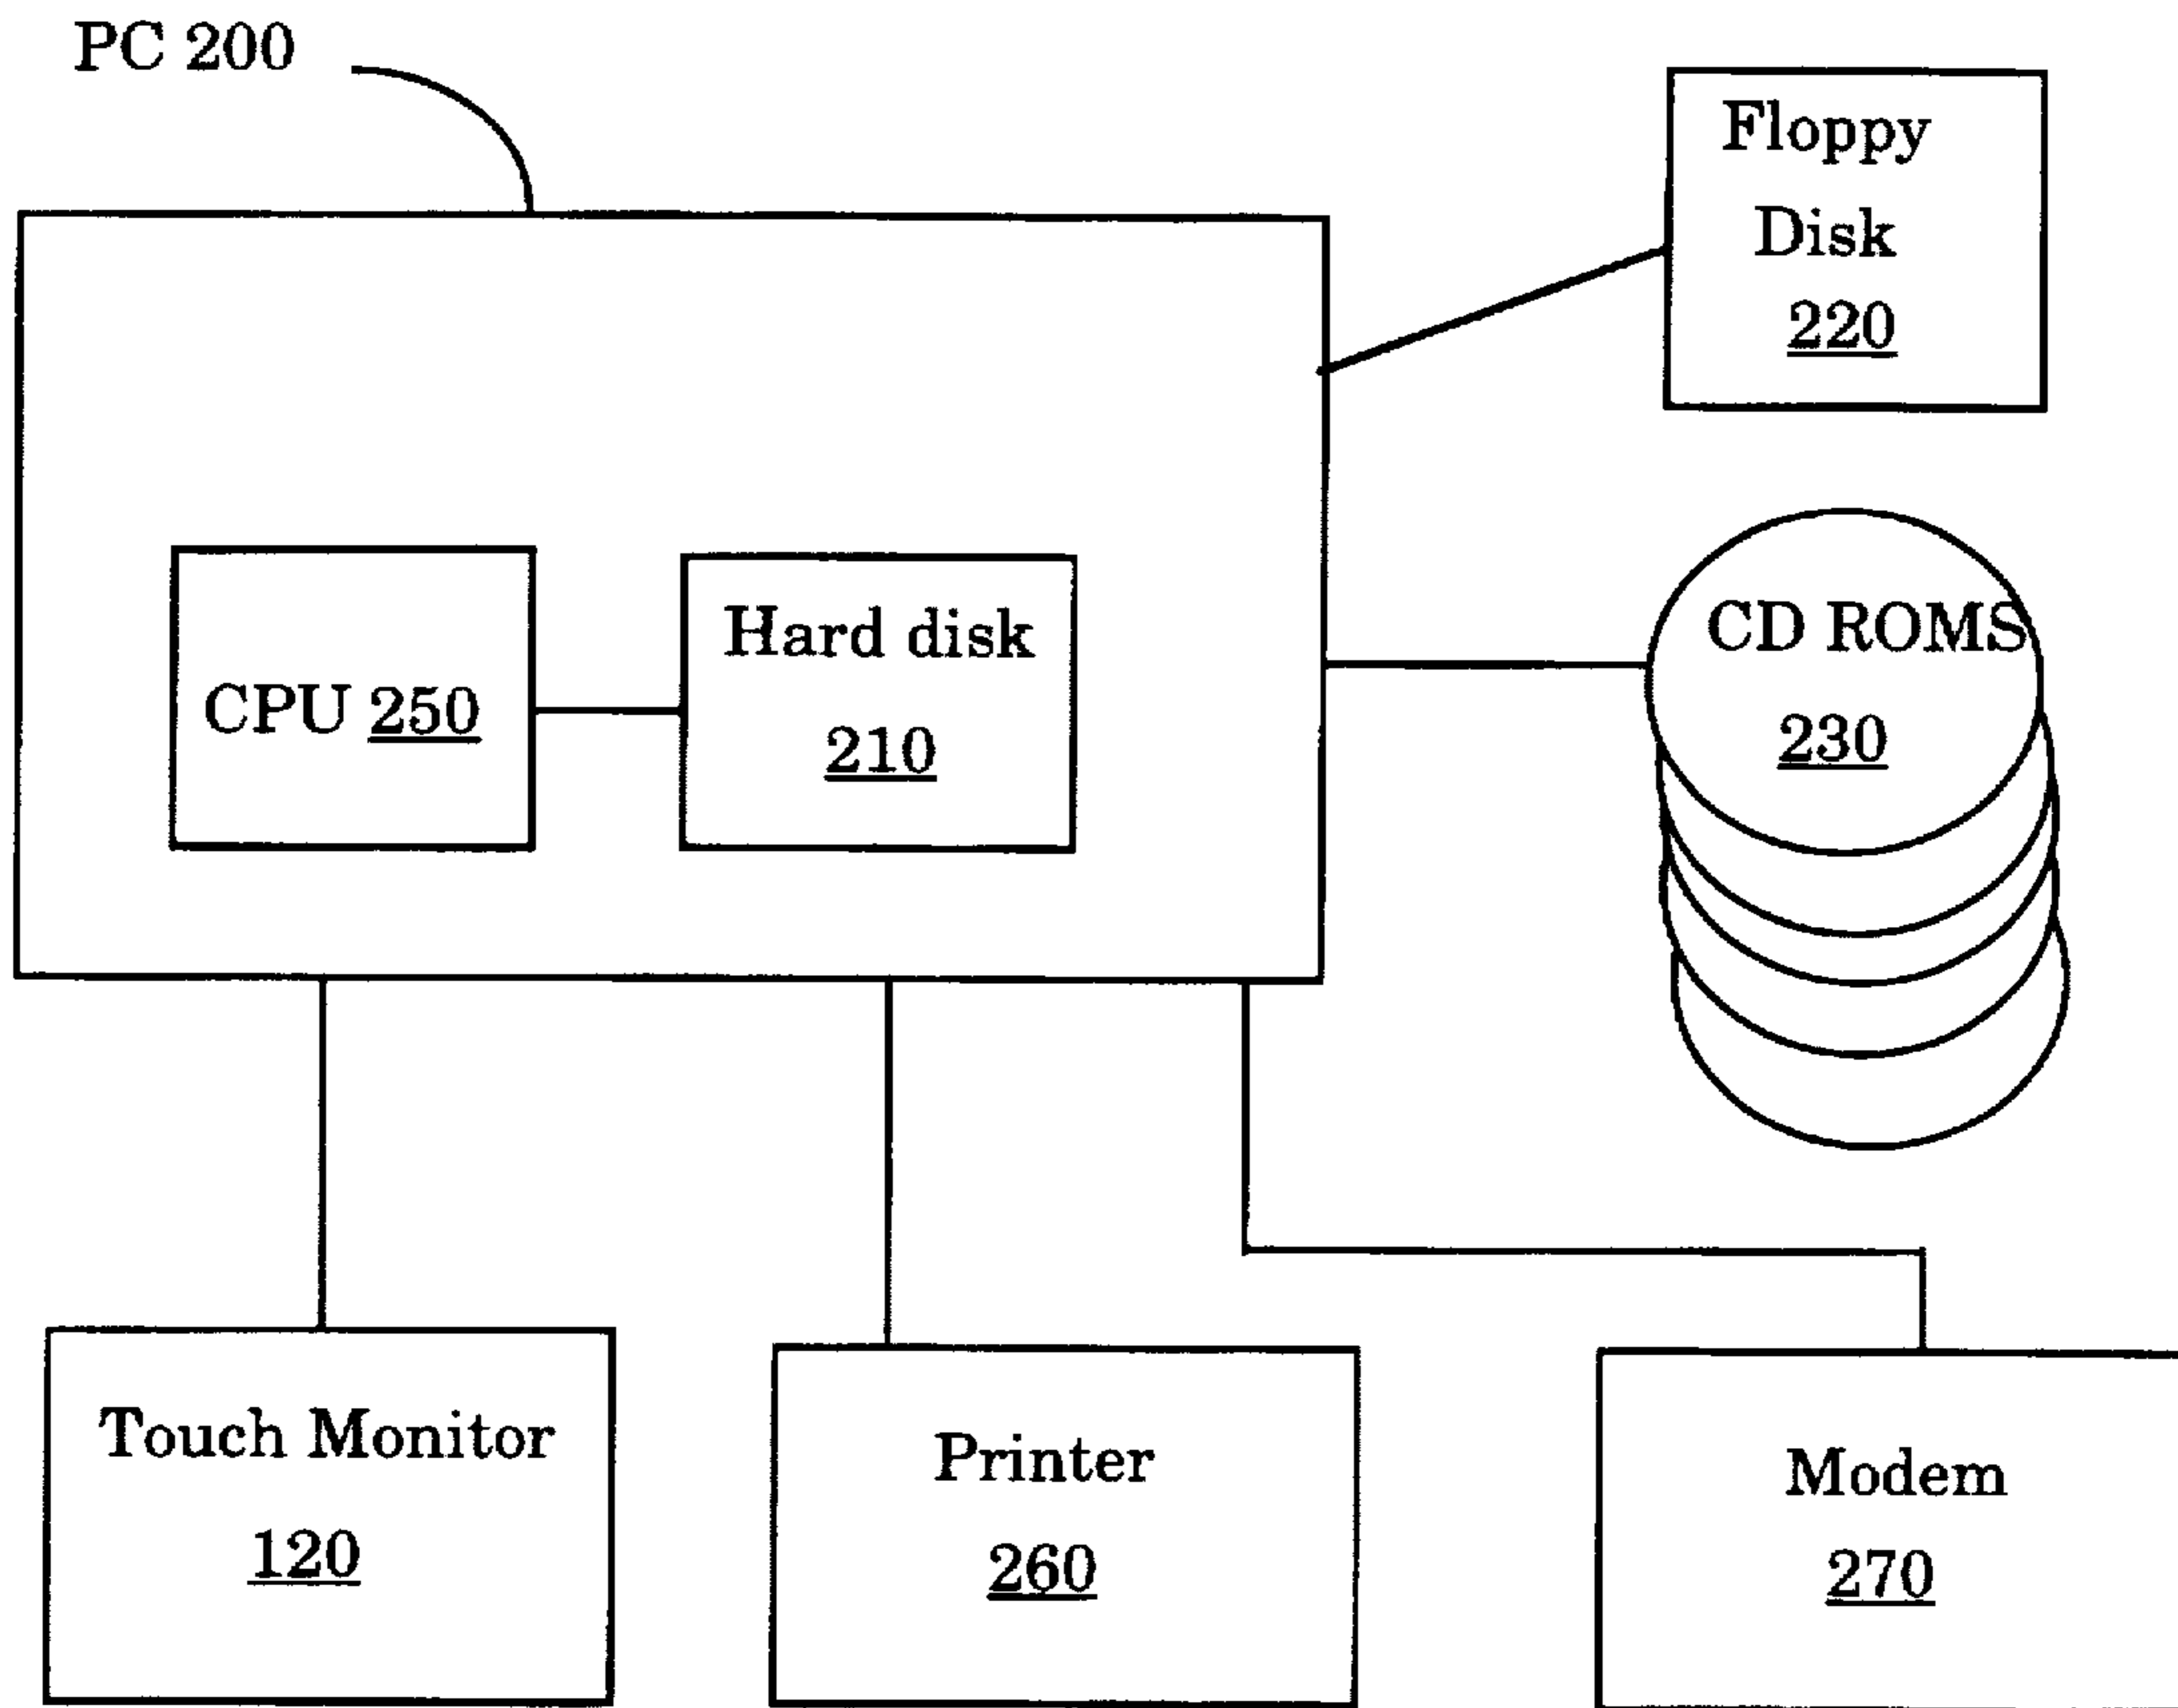 PC 200
Floppy
Disk
220
CPU 250
Hard disk
210
CD ROMS
230
Touch Monitor
120
Printer
260
Modem
270